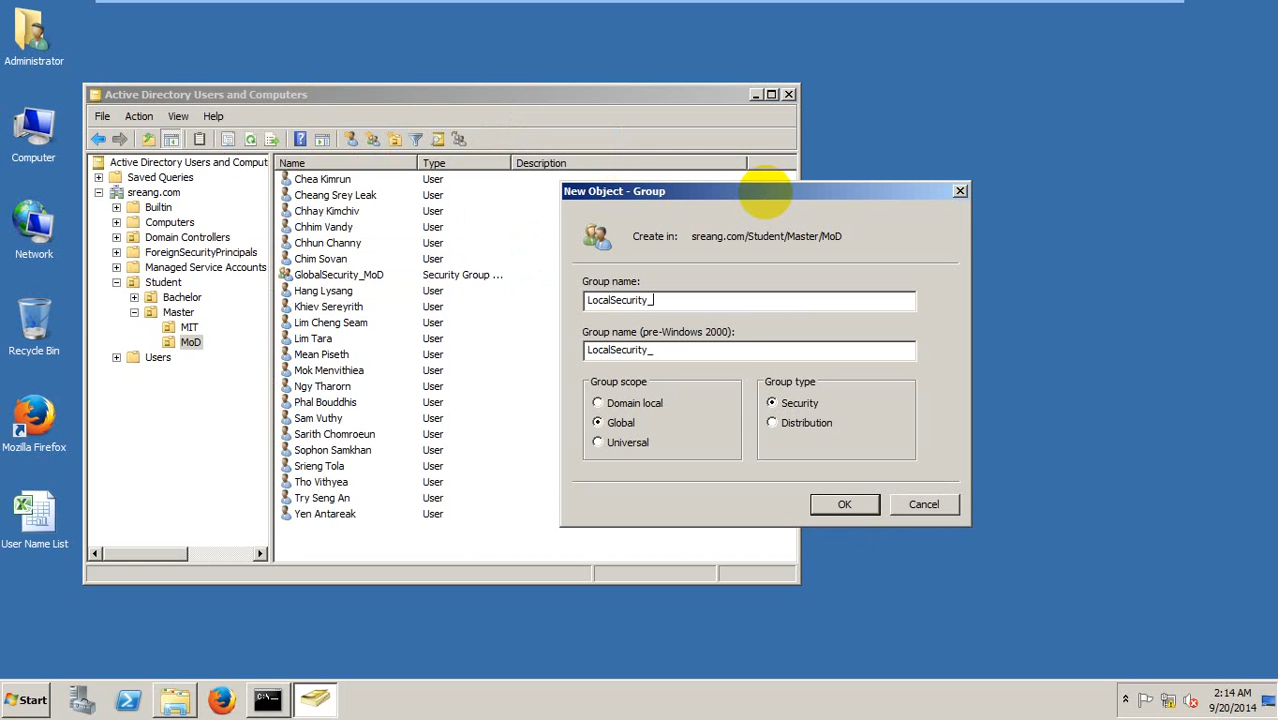 Administrator
Computer
Network
Recycle Bin
Mozilla Firefox
User Name List
Active Directory Users and Computers
File Action View Help
Active Directory Users and Comput
Saved Queries
sreang.com
Builtin
Computers
Domain Controllers
ForeignSecurityPrincipals
Managed Service Accounts
Student
Bachelor
Master
MIT
MoD
Users
Name Type Description
Chea Kimrun User
Cheang Srey Leak User
Chhay Kimchiv User
Chhim Vandy User
Chhun Channy User
Chim Sovan User
GlobalSecurity_MoD Security Group ...
Hang Lysang User
Khiev Sereyrith User
Lim Cheng Seam User
Lim Tara User
Mean Piseth User
Mok Menvithiea User
Ngy Tharorn User
Phal Bouddhis User
Sam Vuthy User
Sarith Chomroeun User
Sophon Samkhan User
Srieng Tola User
Tho Vithyea User
Try Seng An User
Yen Antareak User
New Object - Group
Create in: sreang.com/Student/Master/MoD
Group name:
LocalSecurity_
Group name (pre-Windows 2000):
LocalSecurity_
Group scope
Domain local
Global
Universal
Group type
Security
Distribution
OK Cancel
Start
2:14 AM
9/20/2014